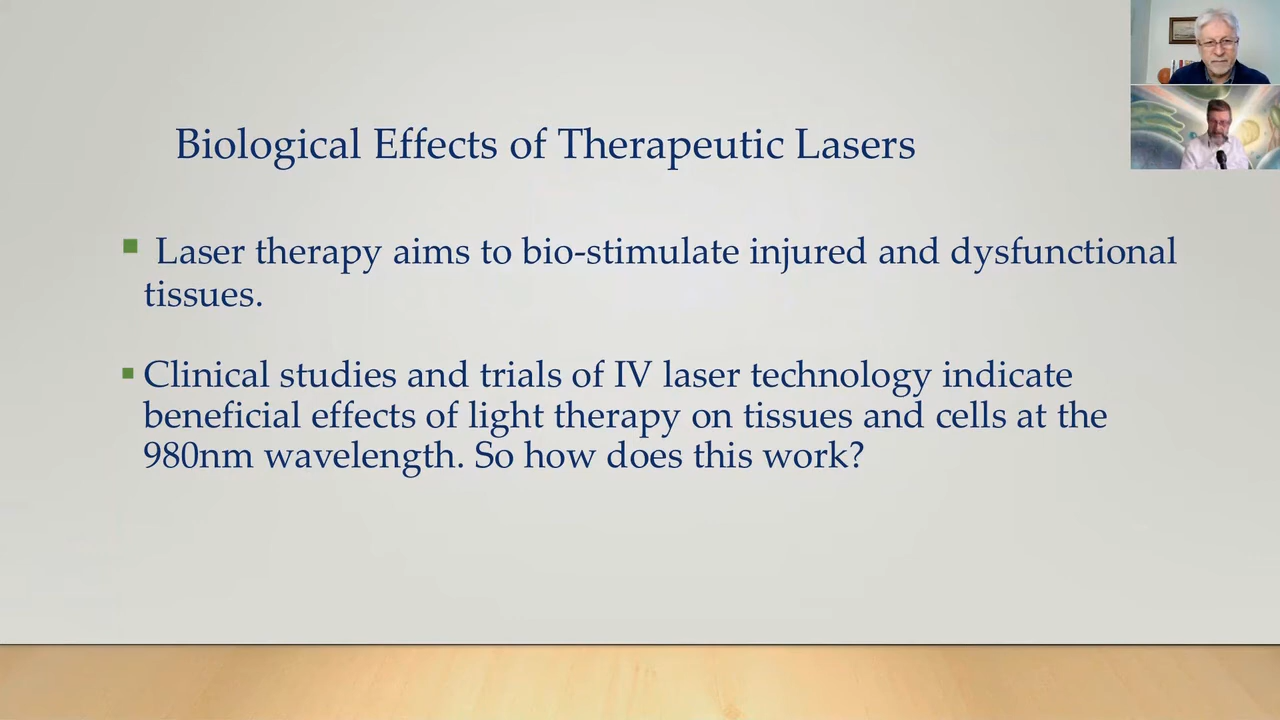 Biological Effects of Therapeutic Lasers
Laser therapy aims to bio-stimulate injured and dysfunctional
tissues.
Clinical studies and trials of IV laser technology indicate
beneficial effects of light therapy on tissues and cells at the
980nm wavelength. So how does this work?